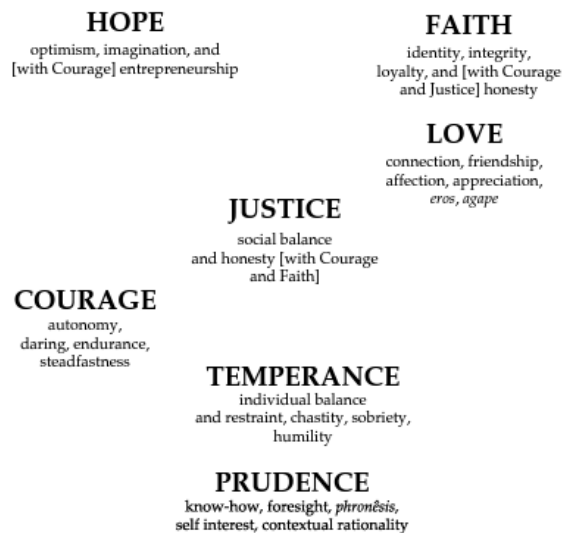 HOPE
optimism, imagination, and
[with Courage] entrepreneurship
FAITH
identity, integrity,
loyalty, and [with Courage
and Justice] honesty
LOVE
connection, friendship,
affection, appreciation,
eros, agape
JUSTICE
social balance
and honesty [with Courage
and Faith]
COURAGE
autonomy,
daring, endurance,
steadfastness
TEMPERANCE
individual balance
and restraint, chastity, sobriety,
humility
PRUDENCE
know-how, foresight, phronêsis,
self interest, contextual rationality